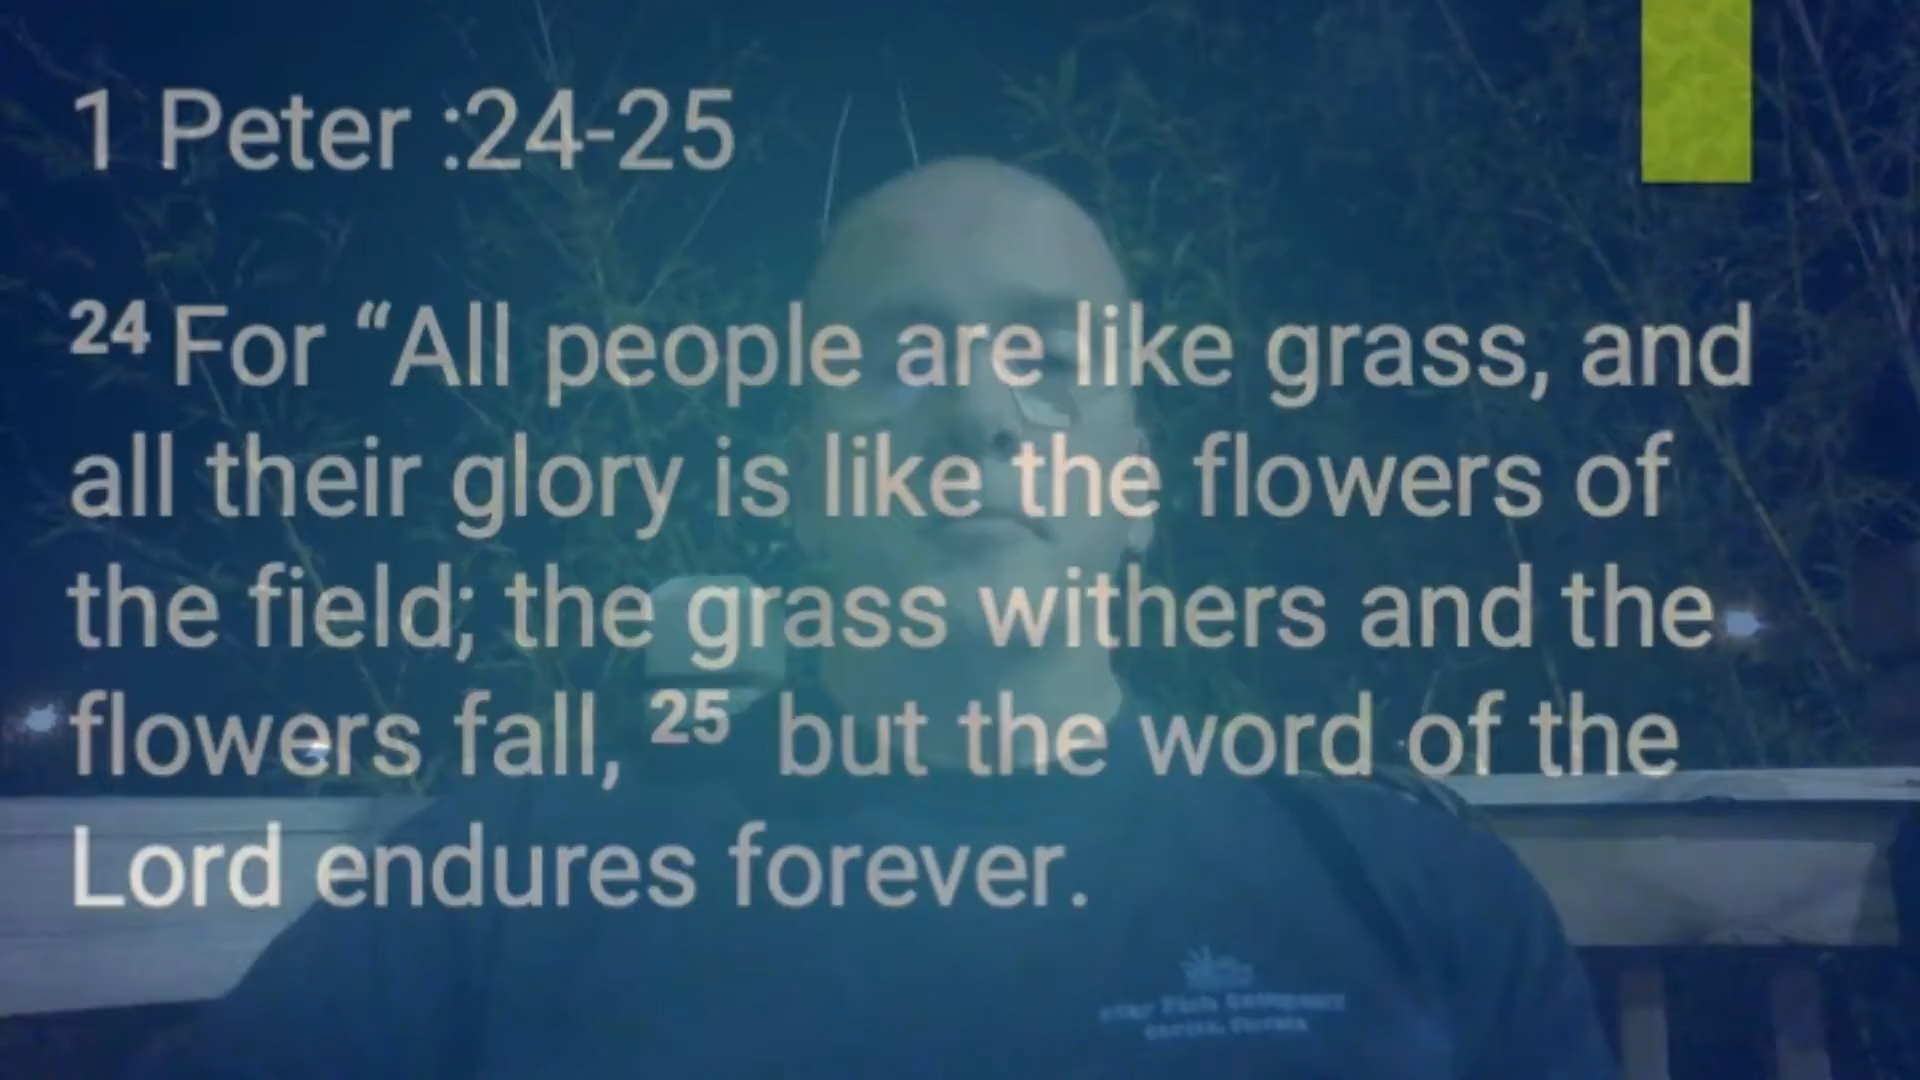 1 Peter :24-25
24 For “All people are like grass, and
all their glory is like the flowers of
the field; the grass withers and the
flowers fall, 25 but the word of the
Lord endures forever.
Fish Company